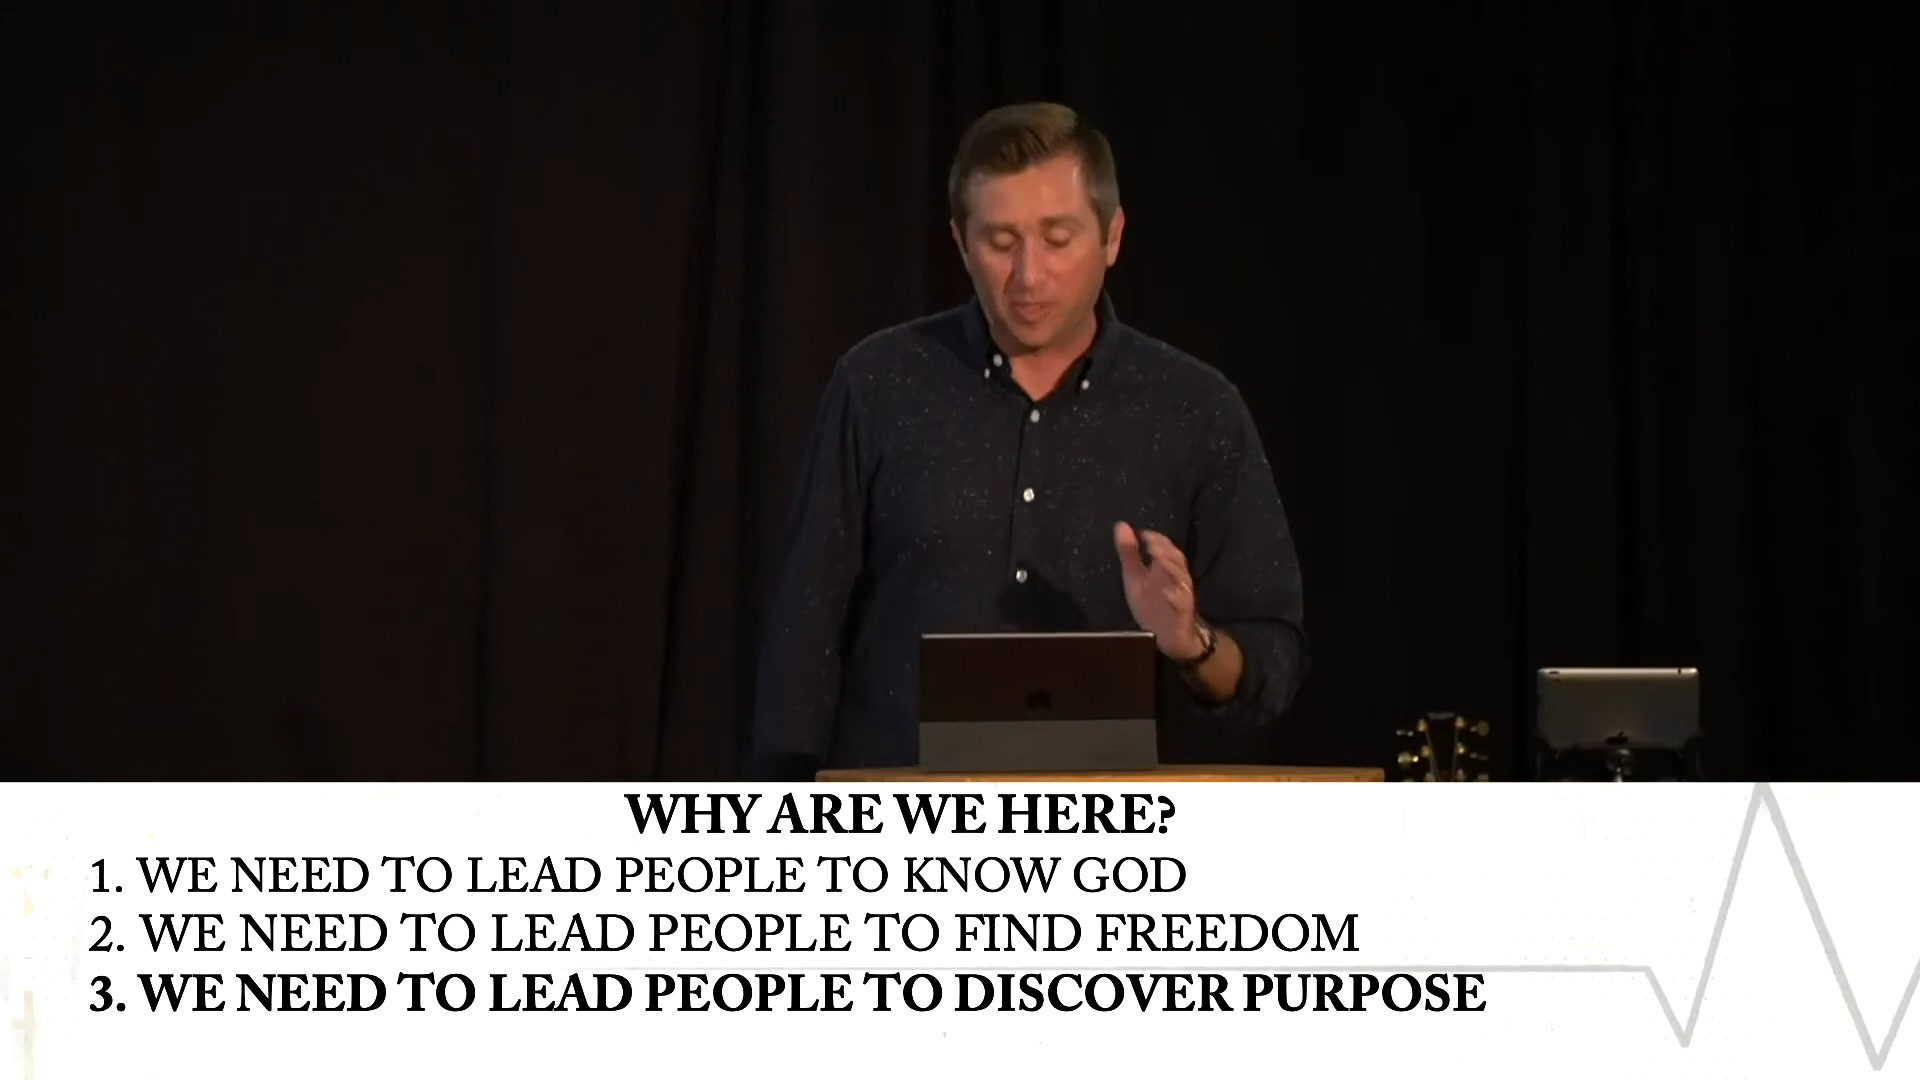 WHY ARE WE HERE?
1. WE NEED TO LEAD PEOPLE TO KNOW GOD
2. WE NEED TO LEAD PEOPLE TO FIND FREEDOM
3. WE NEED TO LEAD PEOPLE TO DISCOVER PURPOSE